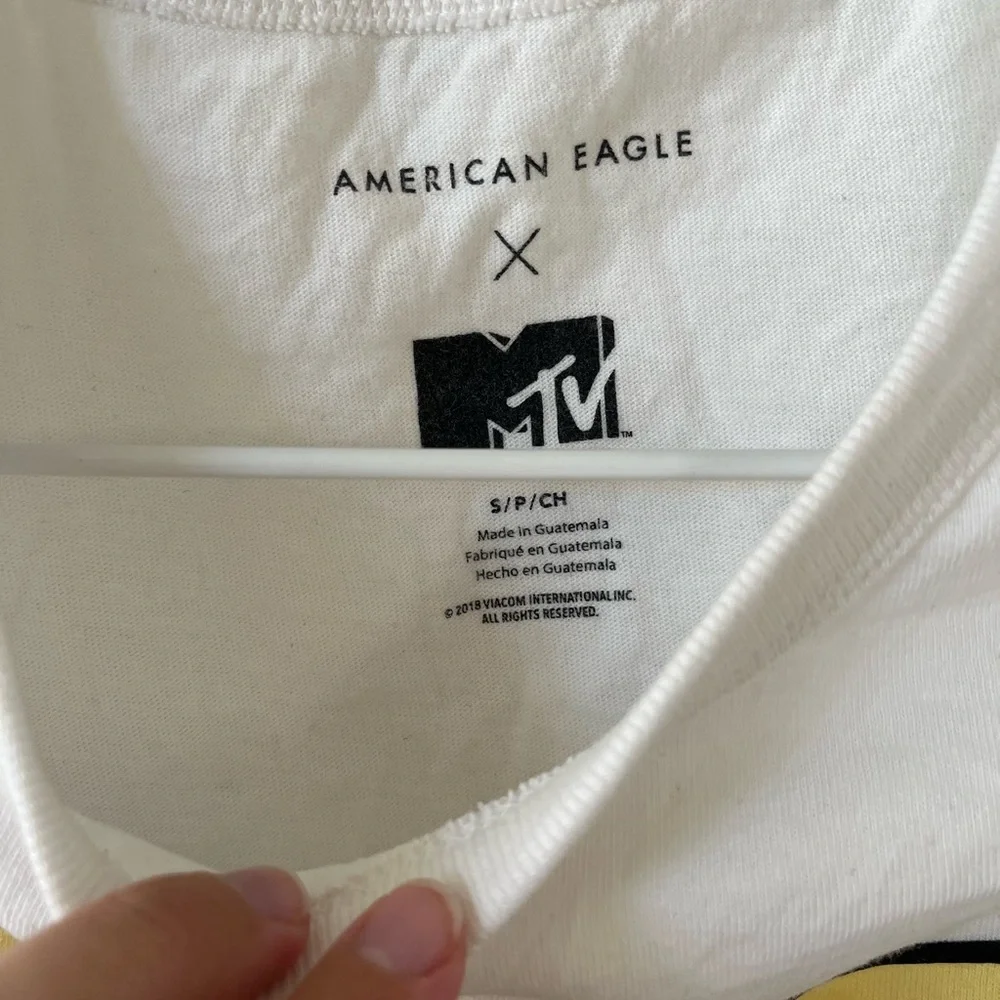 AMERICAN EAGLE
X
MTV
TM
S/P/CH
Made in Guatemala
Fabriqué en Guatemala
Hecho en Guatemala
© 2018 VIACOM INTERNATIONAL INC.
ALL RIGHTS RESERVED.